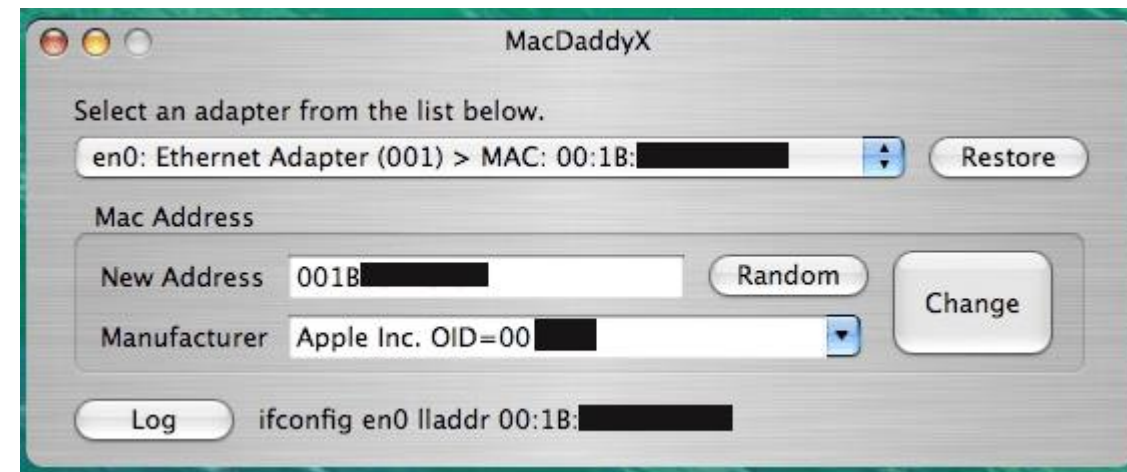 MacDaddyX
Select an adapter from the list below.
en0: Ethernet Adapter (001) > MAC: 00:1B:
Restore
Mac Address
New Address 001B Random
Change
Manufacturer Apple Inc. OID=00
Log ifconfig en0 lladdr 00:1B: